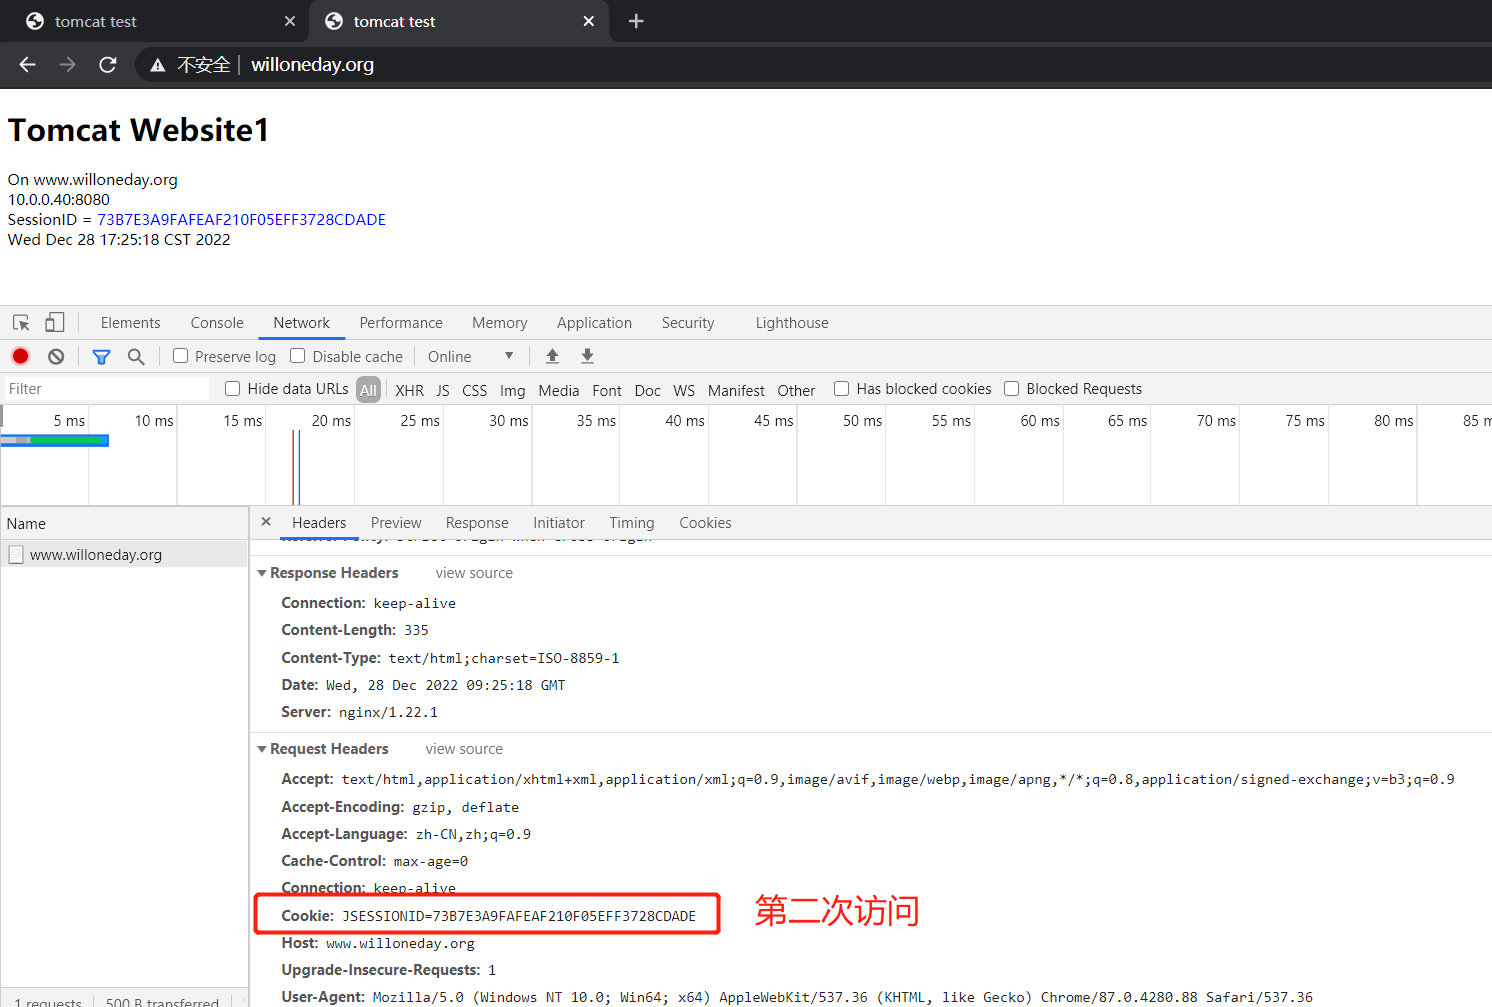 tomcat test
tomcat test
不安全 willoneday.org
Tomcat Website1
On www.willoneday.org
10.0.0.40:8080
SessionID = 73B7E3A9FAFEAF210F05EFF3728CDADE
Wed Dec 28 17:25:18 CST 2022
Elements Console Network Performance Memory Application Security Lighthouse
Preserve log Disable cache Online
Filter Hide data URLs All XHR JS CSS Img Media Font Doc WS Manifest Other Has blocked cookies Blocked Requests
5 ms 10 ms 15 ms 20 ms 25 ms 30 ms 35 ms 40 ms 45 ms 50 ms 55 ms 60 ms 65 ms 70 ms 75 ms 80 ms 85 m
Name
www.willoneday.org
Headers Preview Response Initiator Timing Cookies
Response Headers view source
Connection: keep-alive
Content-Length: 335
Content-Type: text/html;charset=ISO-8859-1
Date: Wed, 28 Dec 2022 09:25:18 GMT
Server: nginx/1.22.1
Request Headers view source
Accept: text/html,application/xhtml+xml,application/xml;q=0.9,image/avif,image/webp,image/apng,*/*;q=0.8,application/signed-exchange;v=b3;q=0.9
Accept-Encoding: gzip, deflate
Accept-Language: zh-CN,zh;q=0.9
Cache-Control: max-age=0
Connection: keep-alive
Cookie: JSESSIONID=73B7E3A9FAFEAF210F05EFF3728CDADE
第二次访问
Host: www.willoneday.org
Upgrade-Insecure-Requests: 1
User-Agent: Mozilla/5.0 (Windows NT 10.0; Win64; x64) AppleWebKit/537.36 (KHTML, like Gecko) Chrome/87.0.4280.88 Safari/537.36
1 requests 500 B transferred